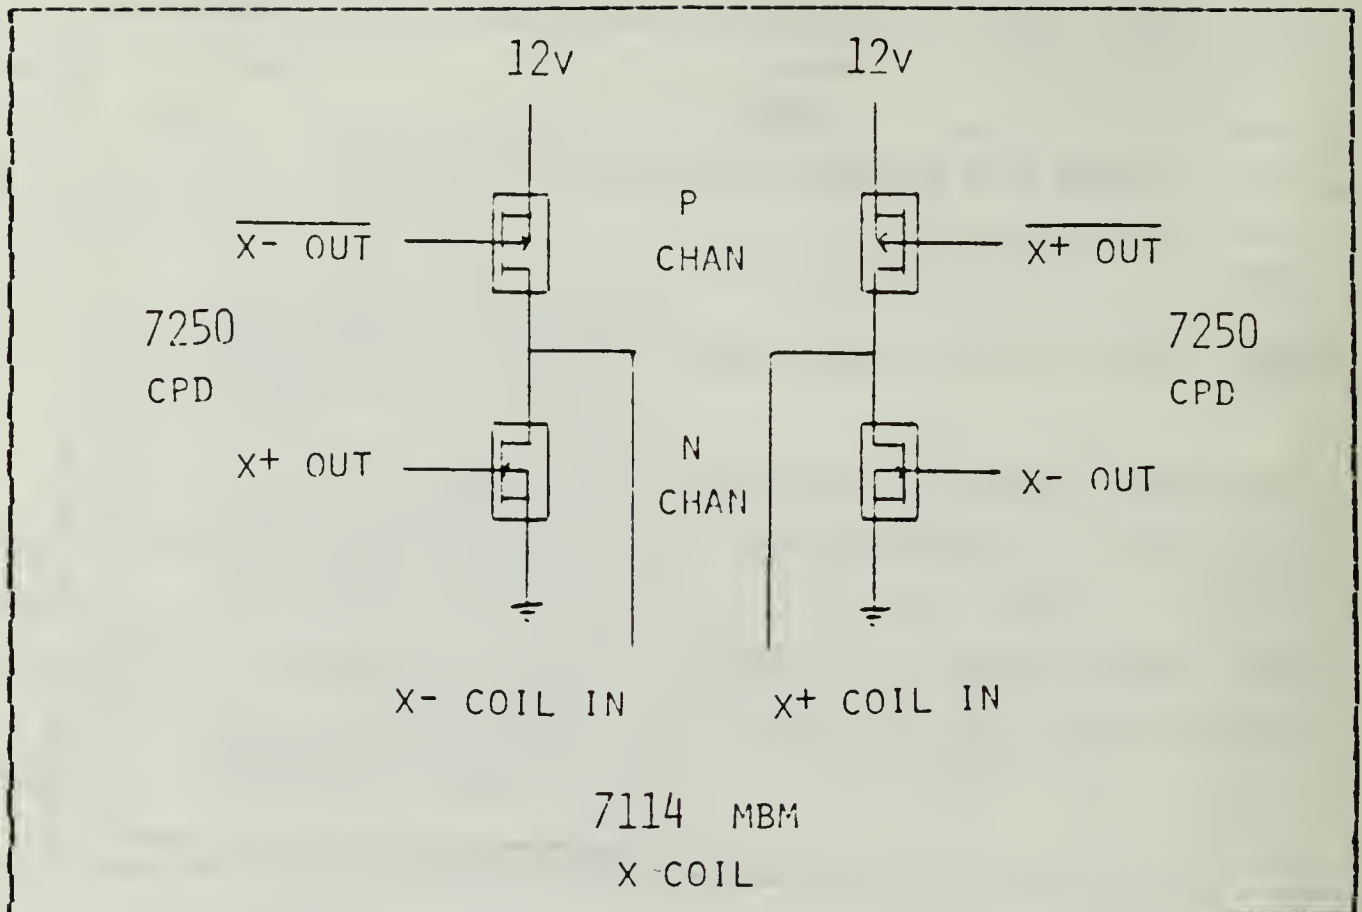 12v 12v
P
CHAN
X- OUT X+ OUT
7250 7250
CPD CPD
N
CHAN
X+ OUT X- OUT
X- COIL IN X+ COIL IN
7114 MBM
X COIL